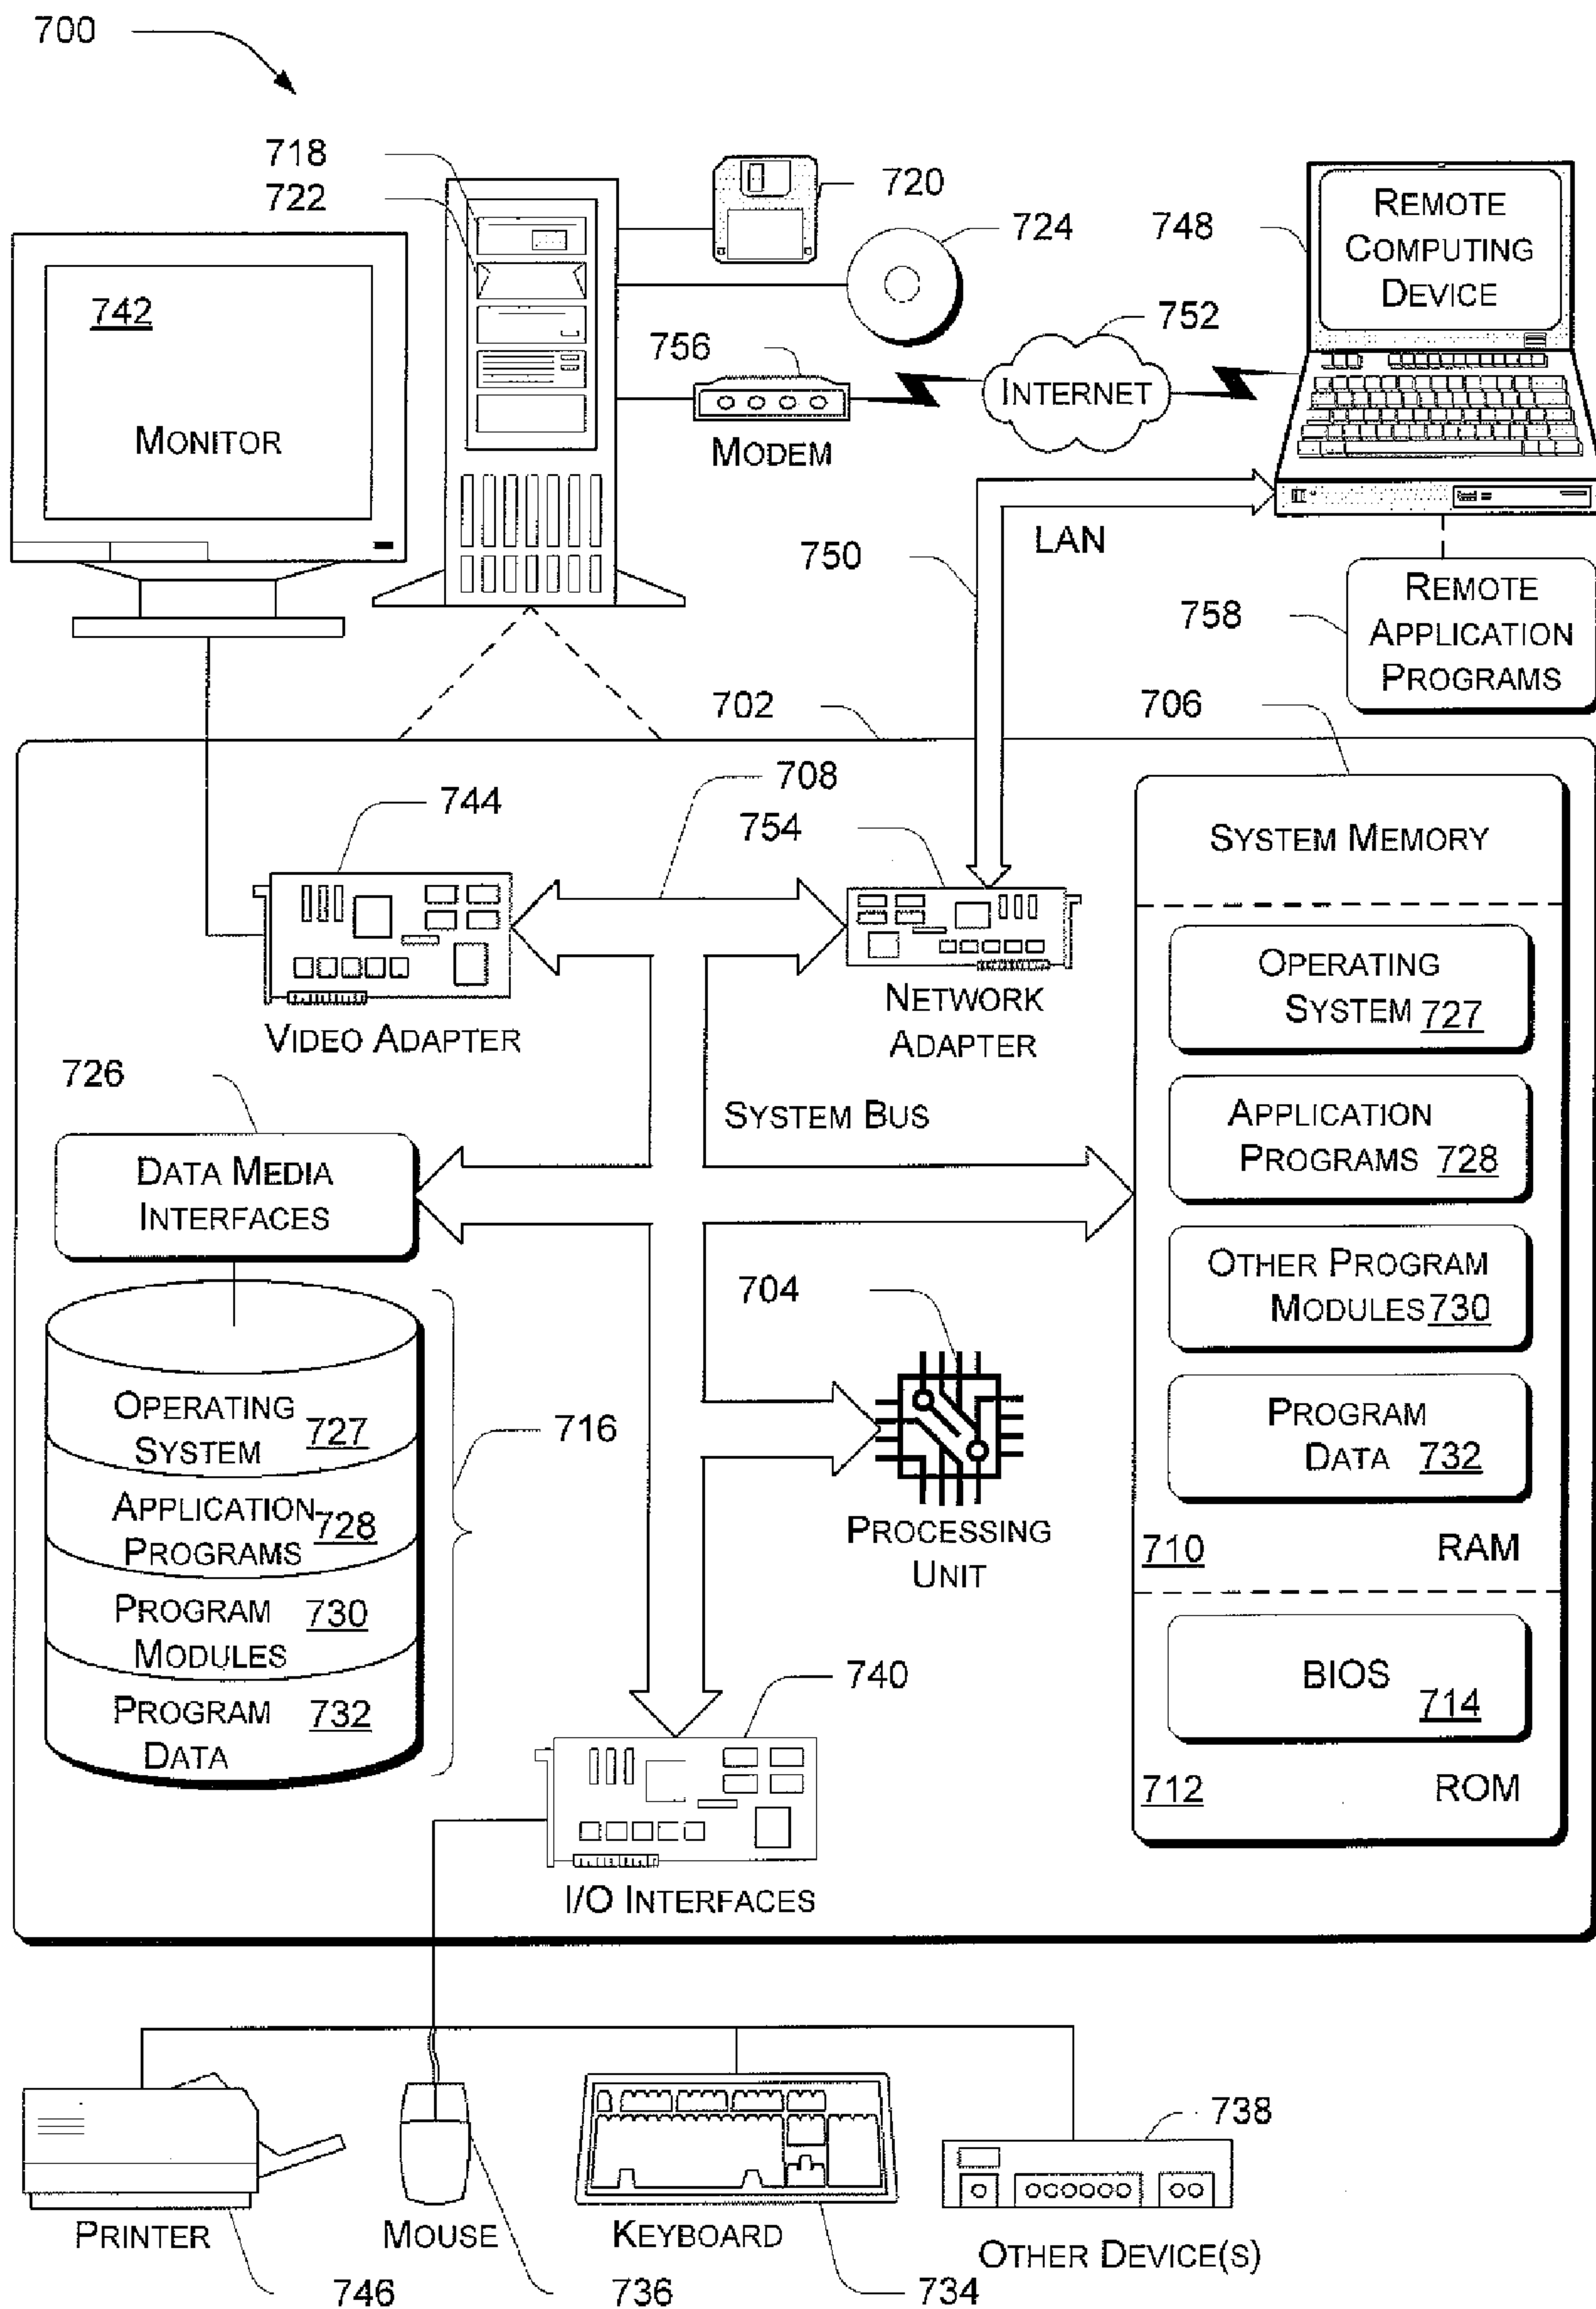 700
718
722
720
724
748
REMOTE
COMPUTING
DEVICE
742
MONITOR
756
MODEM
752
INTERNET
750
LAN
758
REMOTE
APPLICATION
PROGRAMS
702
706
708
744
754
SYSTEM MEMORY
VIDEO ADAPTER
NETWORK
ADAPTER
OPERATING
SYSTEM 727
726
SYSTEM BUS
APPLICATION
PROGRAMS 728
DATA MEDIA
INTERFACES
OTHER PROGRAM
MODULES 730
704
PROGRAM
DATA 732
OPERATING
SYSTEM 727
716
APPLICATION
PROGRAMS 728
PROCESSING
UNIT
710 RAM
PROGRAM
MODULES 730
BIOS
714
740
PROGRAM
DATA 732
712 ROM
I/O INTERFACES
738
PRINTER
MOUSE
KEYBOARD
OTHER DEVICE(S)
746
736
734